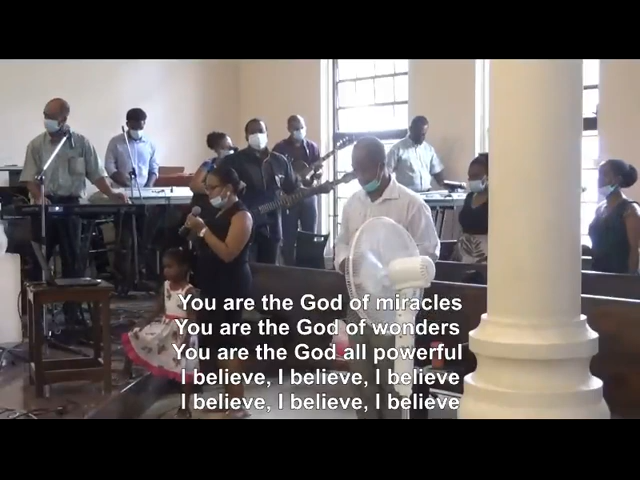 You are the God of miracles
You are the God of wonders
You are the God all powerful
I believe, I believe, I believe
I believe, I believe, I believe